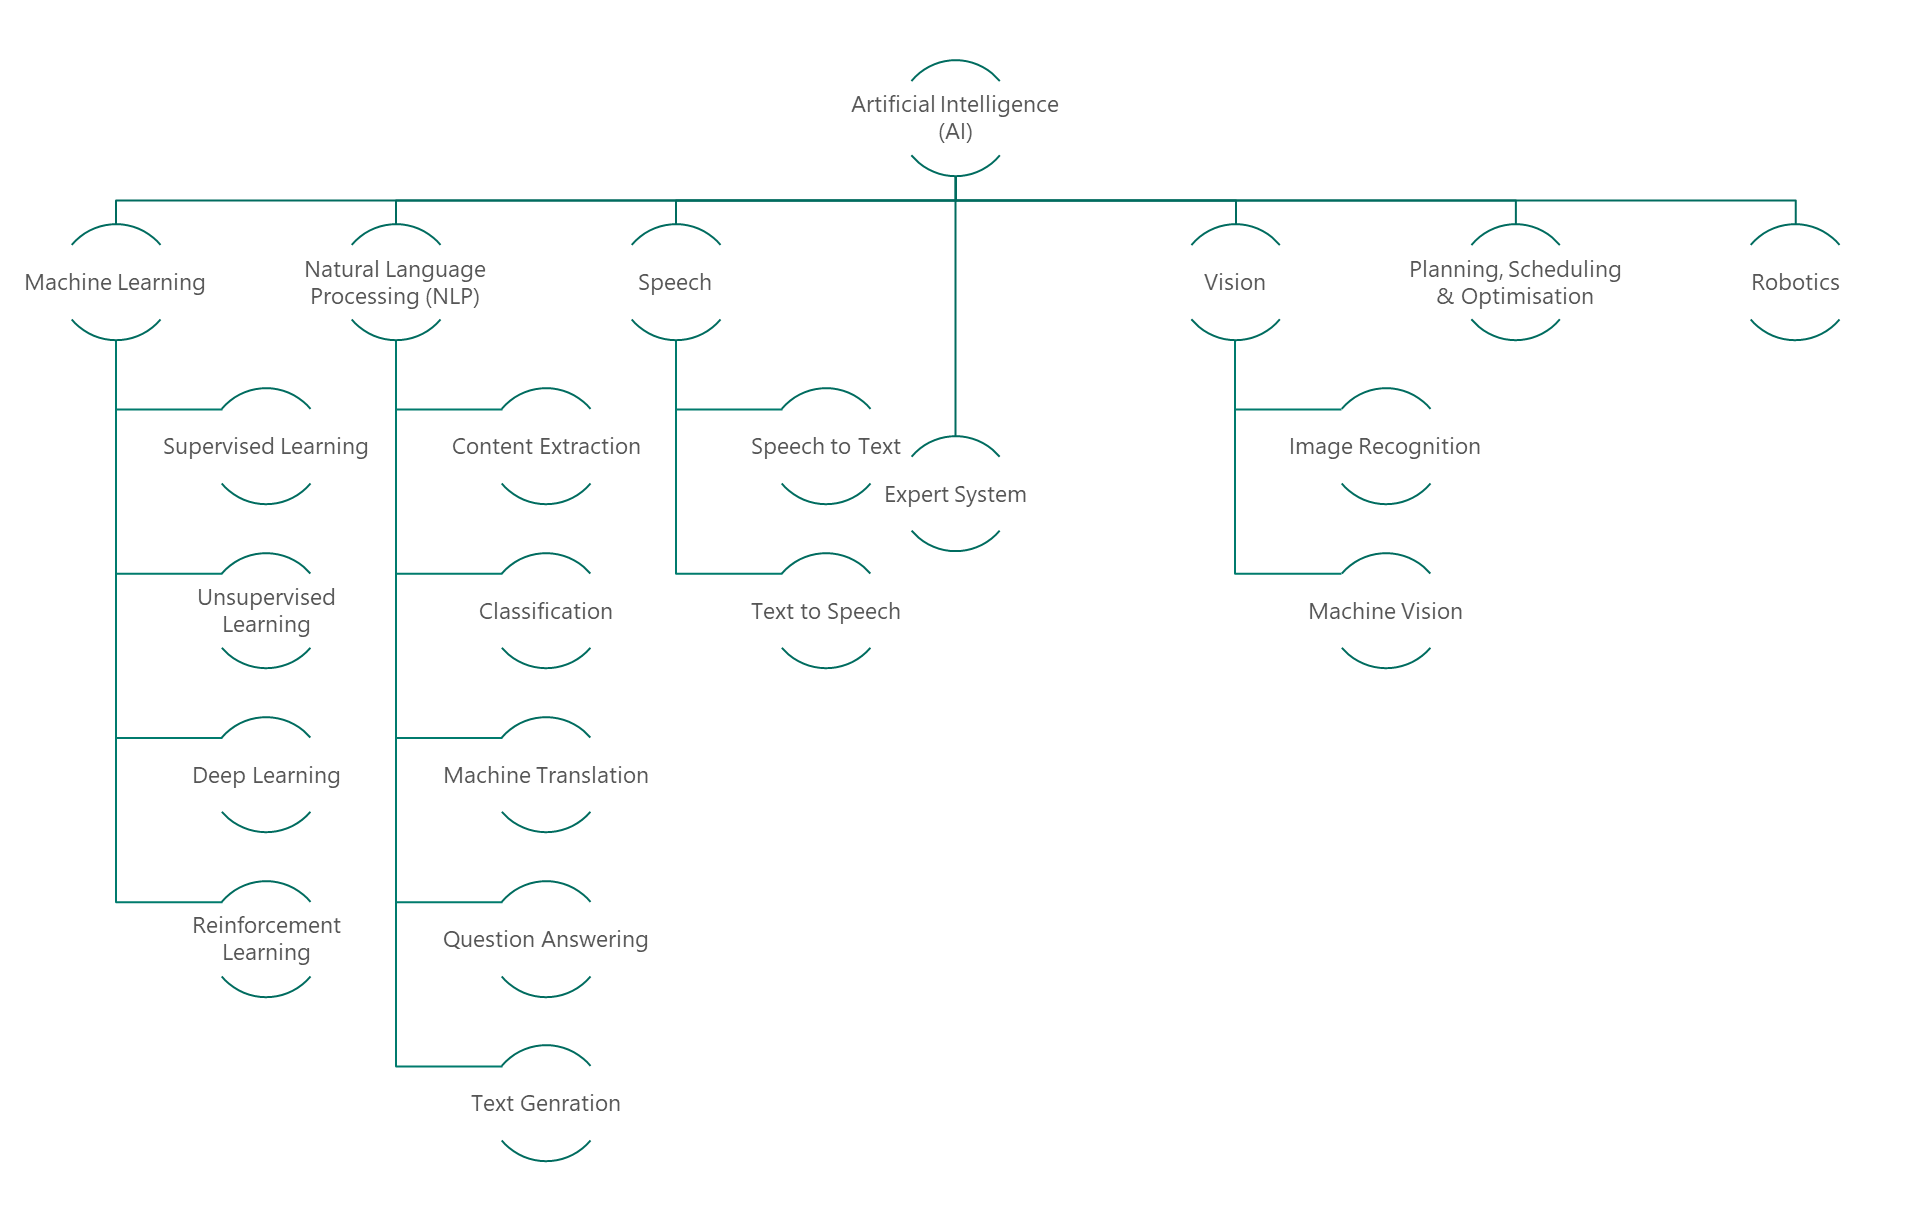 Artificial Intelligence
(AI)
Machine Learning
Natural Language
Processing (NLP)
Speech
Vision
Planning, Scheduling
& Optimisation
Robotics
Supervised Learning
Content Extraction
Speech to Text
Expert System
Image Recognition
Unsupervised
Learning
Classification
Text to Speech
Machine Vision
Deep Learning
Machine Translation
Reinforcement
Learning
Question Answering
Text Genration